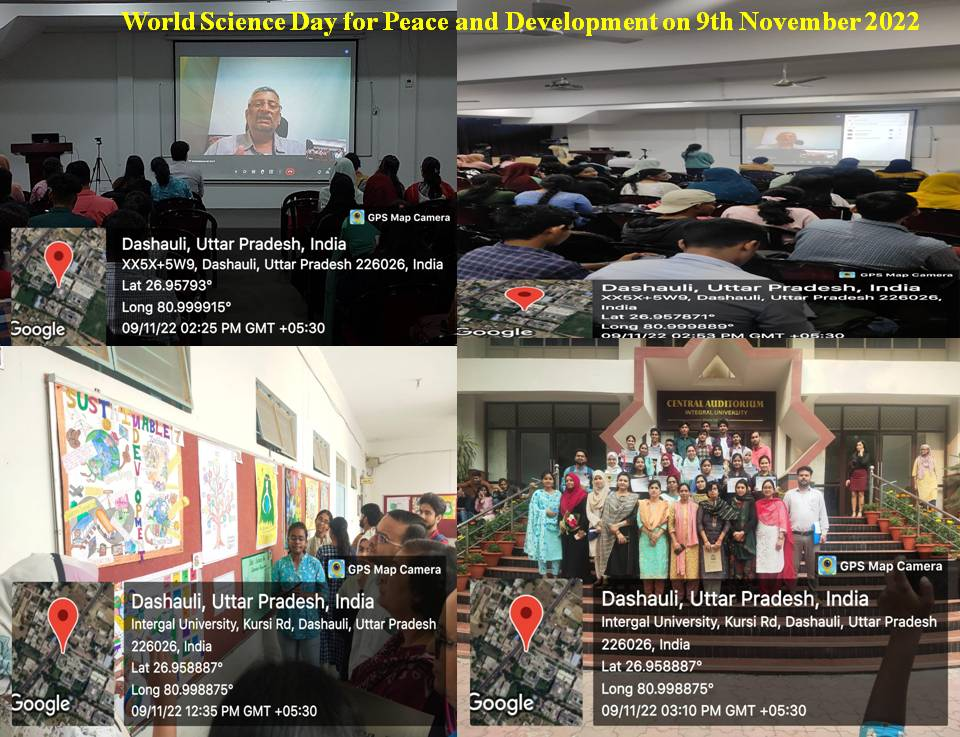 World Science Day for Peace and Development on 9th November 2022
GPS Map Camera
Dashauli, Uttar Pradesh, India
XX5X+5W9, Dashauli, Uttar Pradesh 226026, India
Lat 26.95793°
Long 80.999915°
09/11/22 02:25 PM GMT +05:30
Google
GPS Map Camera
Dashauli, Uttar Pradesh, India
XX5X+5W9, Dashauli, Uttar Pradesh 226026,
India
Lat 26.957871°
Long 80.999889°
09/11/22 02:53 PM GMT +05:30
Google
GPS Map Camera
Dashauli, Uttar Pradesh, India
Intergal University, Kursi Rd, Dashauli, Uttar Pradesh
226026, India
Lat 26.958887°
Long 80.998875°
09/11/22 12:35 PM GMT +05:30
Google
CENTRAL AUDITORIUM
INTEGRAL UNIVERSITY
GPS Map Camera
Dashauli, Uttar Pradesh, India
Intergal University, Kursi Rd, Dashauli, Uttar Pradesh
226026, India
Lat 26.958887°
Long 80.998875°
09/11/22 03:10 PM GMT +05:30
Google